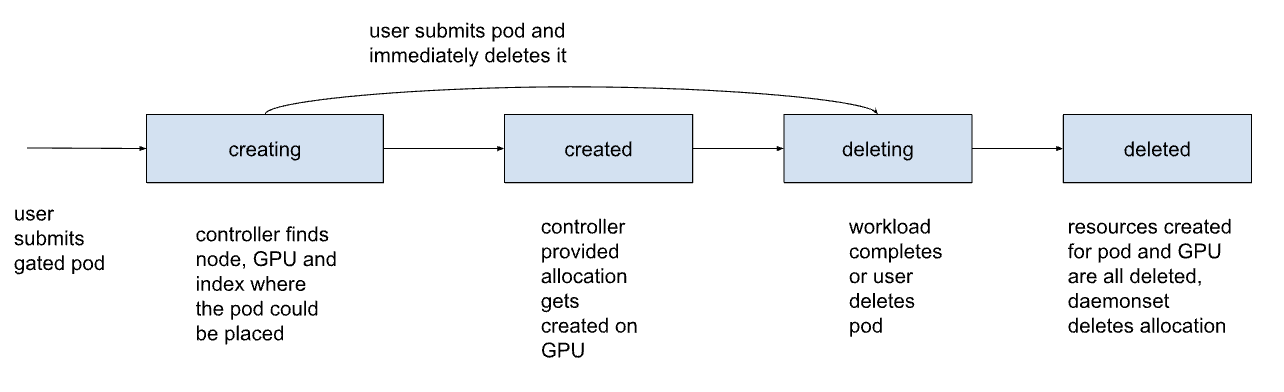 user submits pod and
immediately deletes it
creating
created
deleting
deleted
user
submits
gated pod
controller finds
node, GPU and
index where
the pod could
be placed
controller
provided
allocation
gets
created on
GPU
workload
completes
or user
deletes
pod
resources created
for pod and GPU
are all deleted,
daemonset
deletes allocation